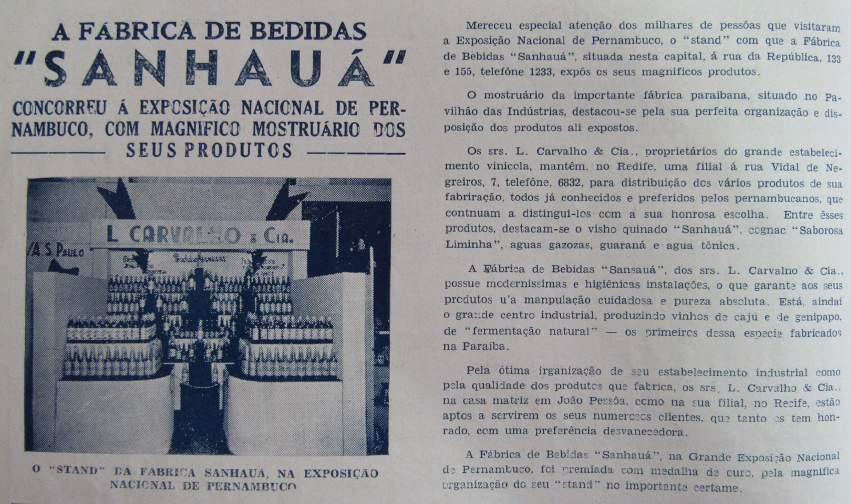 A FÁBRICA DE BEDIDAS
"SANHAUÁ"
CONCORREU Á EXPOSIÇÃO NACIONAL DE PER-
NAMBUCO, COM MAGNIFICO MOSTRUÁRIO DOS
SEUS PRODUTOS
/A. S. PAULO
L. CARVALHO & CIA.
O "STAND" DA FABRICA SANHAUÁ, NA EXPOSIÇÃO
NACIONAL DE PERNAMBUCO
Mereceu especial atenção dos milhares de pessôas que visitaram
a Exposição Nacional de Pernambuco, o "stand" com que a Fábrica
de Bebidas "Sanhauá", situada nesta capital, á rua da República, 133
e 155, telefône 1233, expôs os seus magnificos produtos.
O mostruário da importante fábrica paraibana, situado no Pa-
vilhão das Indústrias, destacou-se pela sua perfeita organização e dis-
posição dos produtos ali expostos.
Os srs. L. Carvalho & Cia., proprietários do grande estabeleci-
mento vinicola, mantêm, no Redife, uma filial á rua Vidal de Ne-
greiros, 7, telefône, 6832, para distribuição dos vários produtos de sua
fabriração, todos já conhecidos e preferidos pelos pernambucanos, que
contnuam a distingui-los com a sua honrosa escolha. Entre êsses
produtos, destacam-se o visho quinado "Sanhauá", cognac "Saborosa
Liminha", aguas gazozas, guaraná e agua tônica.
A Fábrica de Bebidas "Sansauá", dos srs. L. Carvalho & Cia.,
possue modernissimas e higiênicas instalações, o que garante aos seus
produtos u'a manpulação cuidadosa e pureza absoluta. Está, aindai
o grande centro industrial, produzindo vinhos de cajú e de genipapo,
de "fermentação natural" — os primeiros dessa especie fabricados
na Paraiba.
Pela ótima irganização de seu estabelecimento industrial como
pela qualidade dos produtos que fabrica, os srs. L. Carvalho & Cia.,
na casa matriz em João Pessôa, como na sua filial, no Recife, estão
aptos a servirem os seus numerosos clientes, que tanto os tem hon-
rado, com uma preferência desvanecedora.
A Fábrica de Bebidas "Sanhauá", na Grande Exposição Nacional
de Pernambuco, foi premiada com medalha de ouro, pela magnifica
organização do seu "stand" no importante certame.